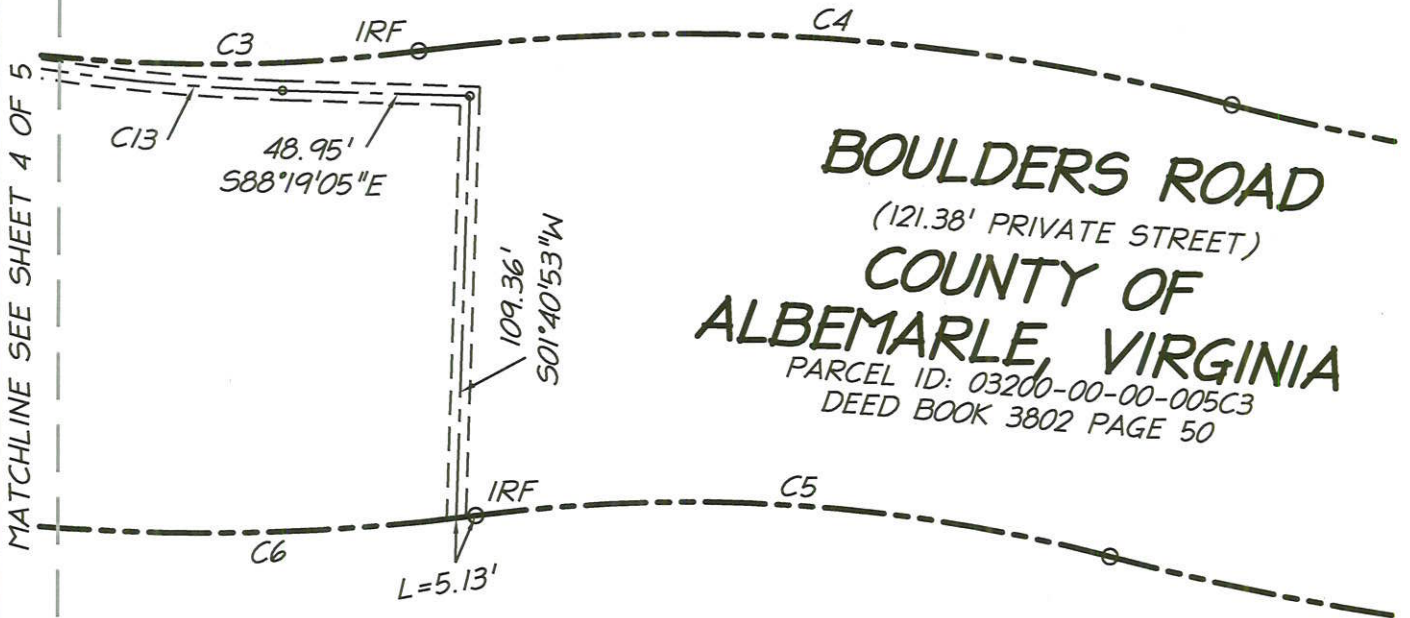 C3
IRF
C4
C13
48.95'
S88°19'05"E
MATCHLINE SEE SHEET 4 OF 5
109.36'
S01°40'53"W
BOULDERS ROAD
(121.38' PRIVATE STREET)
COUNTY OF
ALBEMARLE, VIRGINIA
PARCEL ID: 03200-00-00-005C3
DEED BOOK 3802 PAGE 50
IRF
C5
C6
L=5.13'